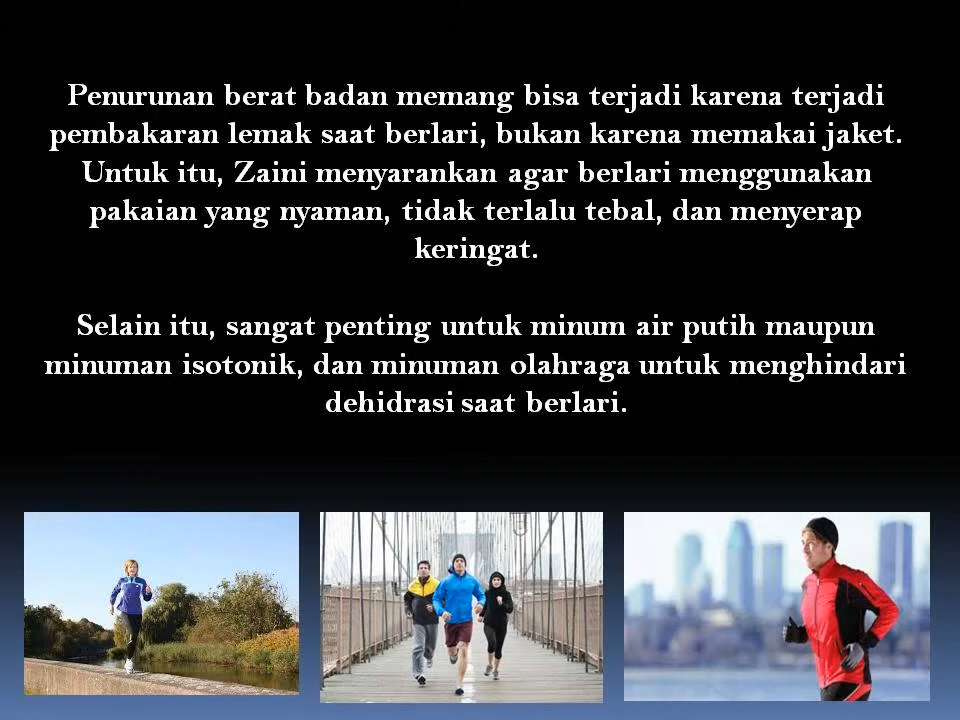 Penurunan berat badan memang bisa terjadi karena terjadi
pembakaran lemak saat berlari, bukan karena memakai jaket.
Untuk itu, Zaini menyarankan agar berlari menggunakan
pakaian yang nyaman, tidak terlalu tebal, dan menyerap
keringat.
Selain itu, sangat penting untuk minum air putih maupun
minuman isotonik, dan minuman olahraga untuk menghindari
dehidrasi saat berlari.